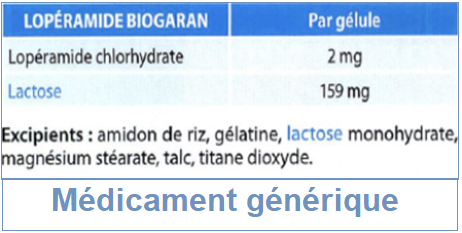 LOPÉRAMIDE BIOGARAN Par gélule
Lopéramide chlorhydrate 2 mg
Lactose 159 mg
Excipients : amidon de riz, gélatine, lactose monohydrate,
magnésium stéarate, talc, titane dioxyde.
Médicament générique